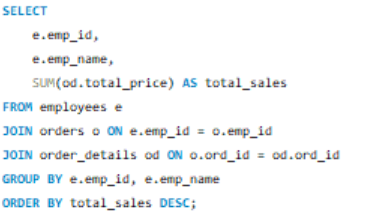 SELECT
e.emp_id,
e.emp_name,
SUM(od.total_price) AS total_sales
FROM employees e
JOIN orders o ON e.emp_id = o.emp_id
JOIN order_details od ON o.ord_id = od.ord_id
GROUP BY e.emp_id, e.emp_name
ORDER BY total_sales DESC;